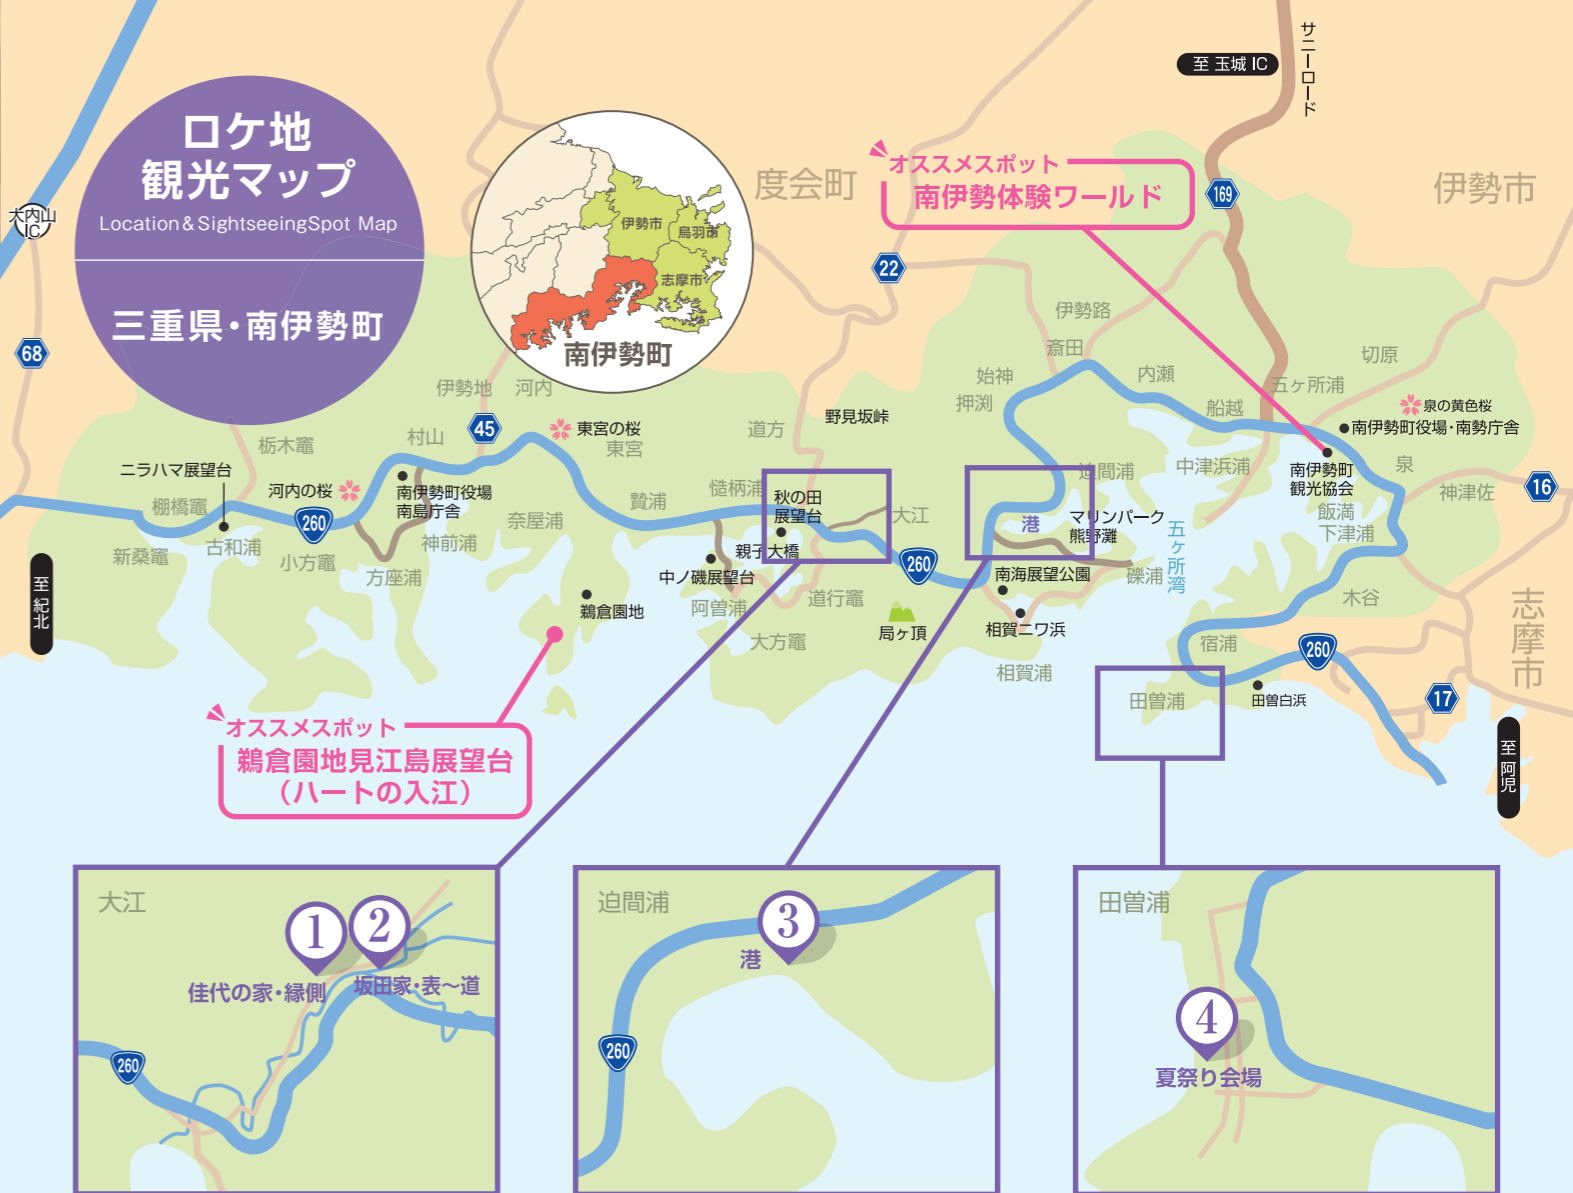 ロケ地
観光マップ
Location&SightseeingSpot Map
三重県・南伊勢町
大内山
IC
68
伊勢市
鳥羽市
志摩市
南伊勢町
度会町
伊勢市
至 玉城 IC
サニーロード
オススメスポット
南伊勢体験ワールド
169
22
伊勢路
斎田
始神
押渕
内瀬
船越
五ヶ所浦
切原
泉の黄色桜
南伊勢町役場・南勢庁舎
泉
南伊勢町
観光協会
飯満
下津浦
神津佐
16
中津浜浦
迫間浦
港
マリンパーク
熊野灘
五ヶ所湾
礫浦
南海展望公園
相賀ニワ浜
相賀浦
木谷
志摩市
宿浦
260
田曽浦
田曽白浜
17
至 阿児
伊勢地
河内
45
東宮の桜
東宮
村山
栃木竈
ニラハマ展望台
棚橋竈
河内の桜
南伊勢町役場
南島庁舎
260
新桑竈
古和浦
小方竈
方座浦
神前浦
奈屋浦
贄浦
慥柄浦
道方
野見坂峠
秋の田
展望台
大江
親子大橋
中ノ磯展望台
阿曽浦
道行竈
大方竈
260
局ヶ頂
鵜倉園地
至 紀北
オススメスポット
鵜倉園地見江島展望台
（ハートの入江）
大江
1
2
佳代の家・縁側
坂田家・表〜道
260
迫間浦
3
港
260
田曽浦
4
夏祭り会場